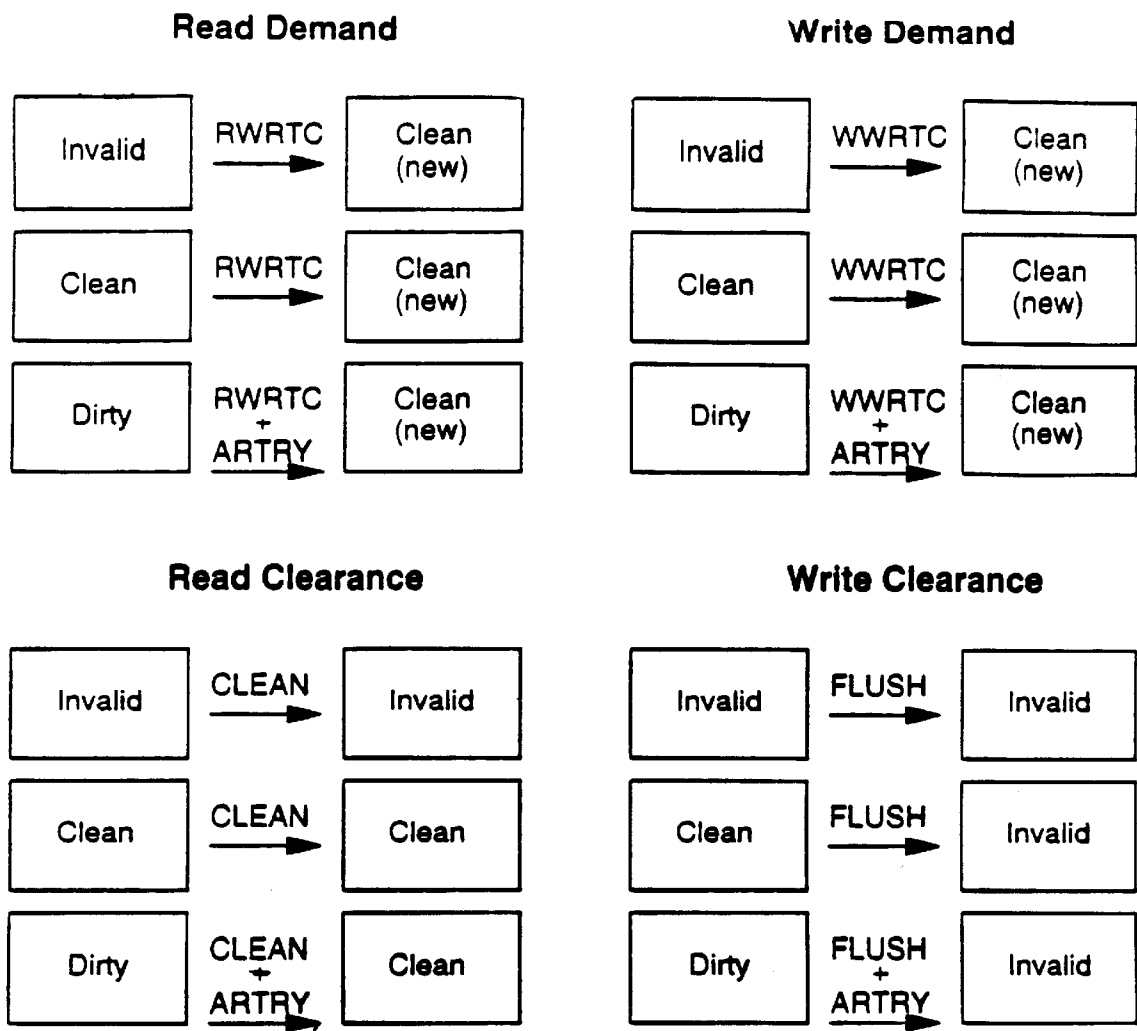 Read Demand
Write Demand
Invalid
RWRTC
Clean
(new)
Invalid
WWRTC
Clean
(new)
Clean
RWRTC
Clean
(new)
Clean
WWRTC
Clean
(new)
Dirty
RWRTC
+
ARTRY
Clean
(new)
Dirty
WWRTC
+
ARTRY
Clean
(new)
Read Clearance
Write Clearance
Invalid
CLEAN
Invalid
Invalid
FLUSH
Invalid
Clean
CLEAN
Clean
Clean
FLUSH
Invalid
Dirty
CLEAN
+
ARTRY
Clean
Dirty
FLUSH
+
ARTRY
Invalid